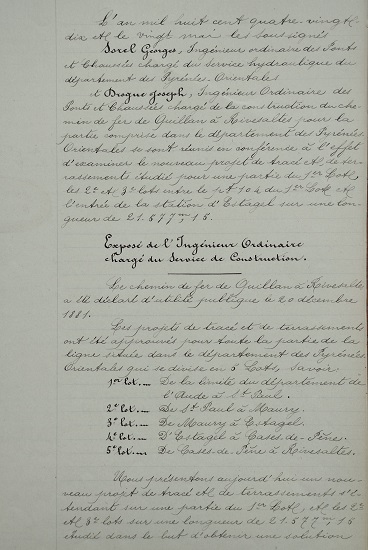 L'an mil huit cent quatre-vingt
dix et le vingt mai les soussignés
Sorel Georges, Ingénieur ordinaire des Ponts
et Chaussées chargé du Service hydraulique du
département des Pyrénées-Orientales
et Brogue Joseph, Ingénieur Ordinaire des
Ponts et Chaussées chargé de la construction du che-
min de fer de Quillan à Rivesaltes pour la
partie comprise dans le département des Pyrénées
Orientales se sont réunis en conférence à l'effet
d'examiner le nouveau projet de tracé et de ter-
rassements étudié pour une partie du 1er Lot,
les 2e et 3e lots entre le pt 104 du 1er Lot et
l'entrée de la station d'Estagel sur une lon-
gueur de 21.577m 15.
Exposé de l'Ingénieur Ordinaire
chargé du Service de Construction.
Le chemin de fer de Quillan à Rivesaltes
a été déclaré d'utilité publique le 20 décembre
1881.
Les projets de tracé et de terrassements
ont été approuvés pour toute la partie de la
ligne située dans le département des Pyrénées
Orientales qui se divise en 5 Lots, Savoir
1er lot.— De la limite du département de
l'Aude à St Paul.
2e lot.— De St Paul à Maury.
3e lot.— De Maury à Estagel.
4e lot.— D'Estagel à Cases-de-Pène.
5e lot.— De Cases-de-Pène à Rivesaltes.
Nous présentons aujourd'hui un nou-
veau projet de tracé et de terrassements s'é-
tendant sur une partie du 1er Lot, et les 2e
et 3e lots sur une longueur de 21.577m 15
étudié dans le but d'obtenir une solution